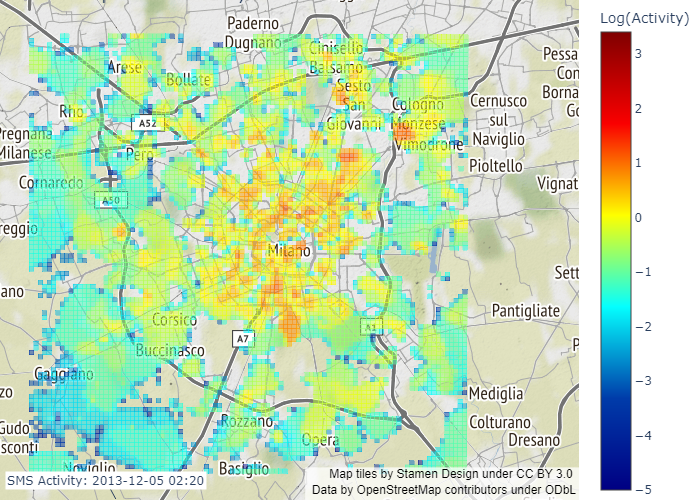 Log(Activity)
3
2
1
0
−1
−2
−3
−4
−5
Paderno
Dugnano
Cinisello
Balsamo
Arese
Bollate
Sesto
San
Giovanni
Cologno
Monzese
Cernusco
sul
Naviglio
Pessa
Con
Borna
Go
Rho
A52
Vimodrone
Pregnana
Milanese
Pero
Pioltello
Cornaredo
Vignat
A50
reggio
Milano
Sett
ano
Pantigliate
Corsico
A7
A1
Buccinasco
P
Gaggiano
zo
Mediglia
Rozzano
Colturano
Gudo
sconti
Opera
Dresano
Noviglio
Basiglio
SMS Activity: 2013-12-05 02:20
Map tiles by Stamen Design under CC BY 3.0
Data by OpenStreetMap contributors under ODbL